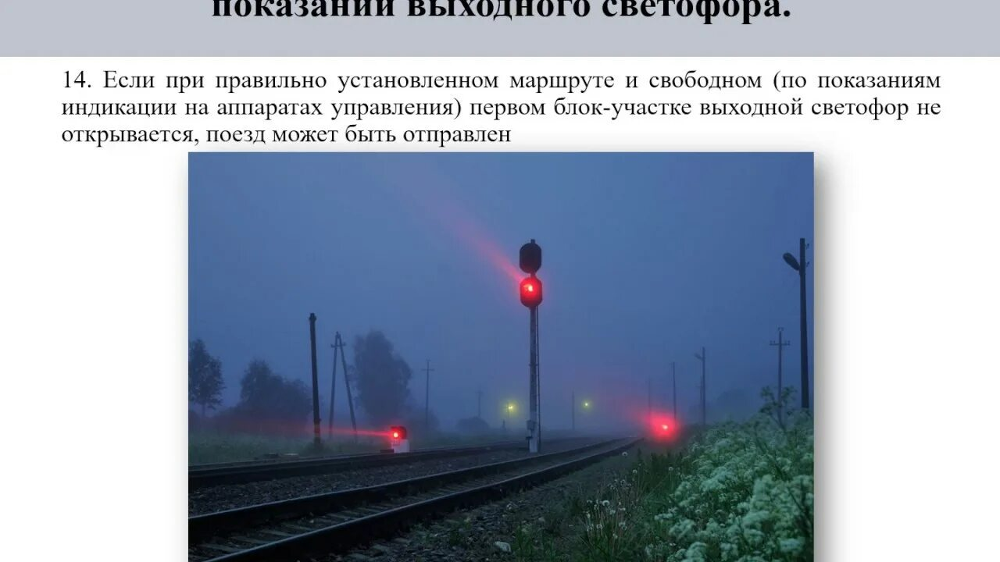 показании выходного светофора.
14. Если при правильно установленном маршруте и свободном (по показаниям
индикации на аппаратах управления) первом блок-участке выходной светофор не
открывается, поезд может быть отправлен